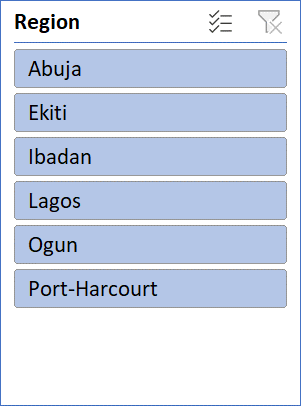 Region
Abuja
Ekiti
Ibadan
Lagos
Ogun
Port-Harcourt